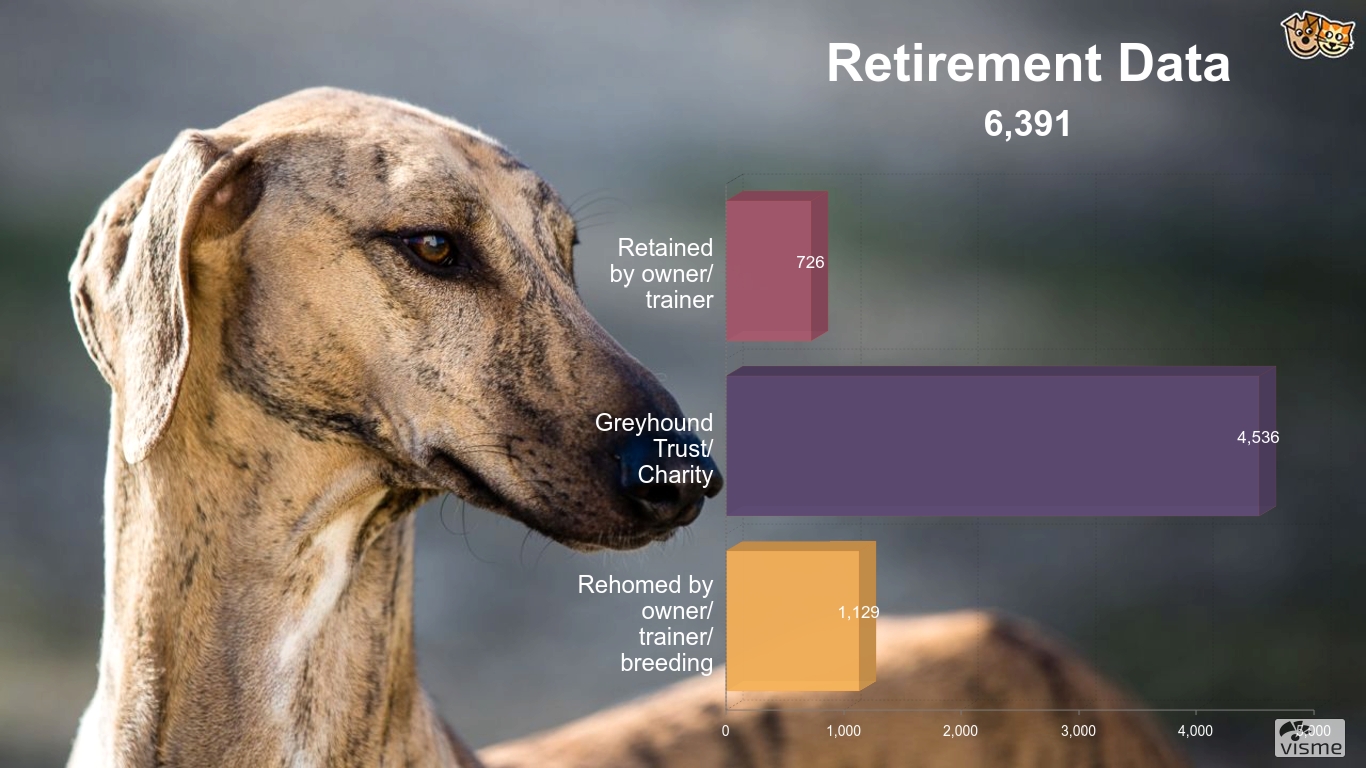 Retirement Data
6,391
Retained
by owner/
trainer
726
Greyhound
Trust/
Charity
4,536
Rehomed by
owner/
trainer/
breeding
1,129
0
1,000
2,000
3,000
4,000
5,000
visme